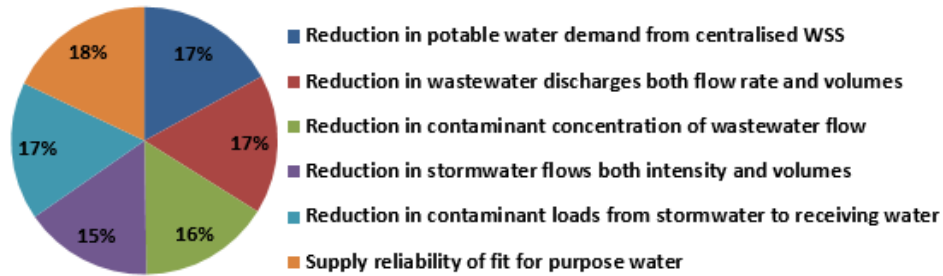 18%
17%
Reduction in potable water demand from centralised WSS
Reduction in wastewater discharges both flow rate and volumes
17%
17%
Reduction in contaminant concentration of wastewater flow
Reduction in stormwater flows both intensity and volumes
15%
16%
Reduction in contaminant loads from stormwater to receiving water
Supply reliability of fit for purpose water